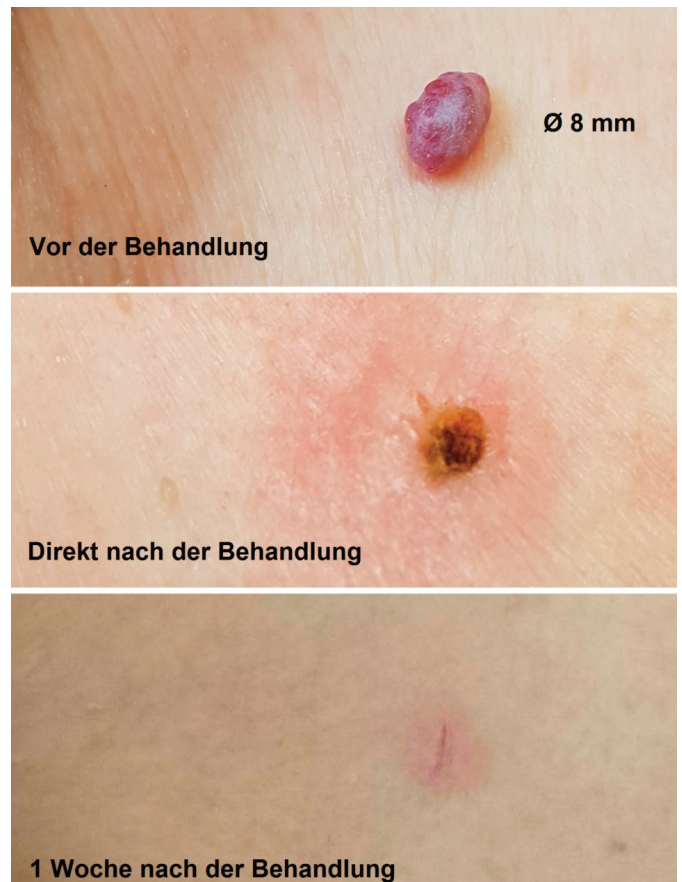 Ø 8 mm
Vor der Behandlung
Direkt nach der Behandlung
1 Woche nach der Behandlung